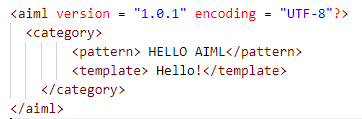 <aiml version = "1.0.1" encoding = "UTF-8"?>
<category>
<pattern> HELLO AIML</pattern>
<template> Hello!</template>
</category>
</aiml>